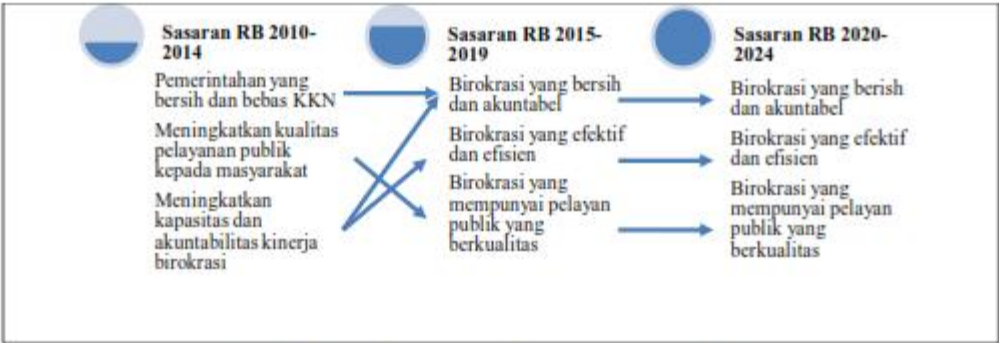 Sasaran RB 2010-
2014
Pemerintahan yang
bersih dan bebas KKN
Meningkatkan kualitas
pelayanan publik
kepada masyarakat
Meningkatkan
kapasitas dan
akuntabilitas kinerja
birokrasi
Sasaran RB 2015-
2019
Birokrasi yang bersih
dan akuntabel
Birokrasi yang efektif
dan efisien
Birokrasi yang
mempunyai pelayan
publik yang
berkualitas
Sasaran RB 2020-
2024
Birokrasi yang berish
dan akuntabel
Birokrasi yang efektif
dan efisien
Birokrasi yang
mempunyai pelayan
publik yang
berkualitas